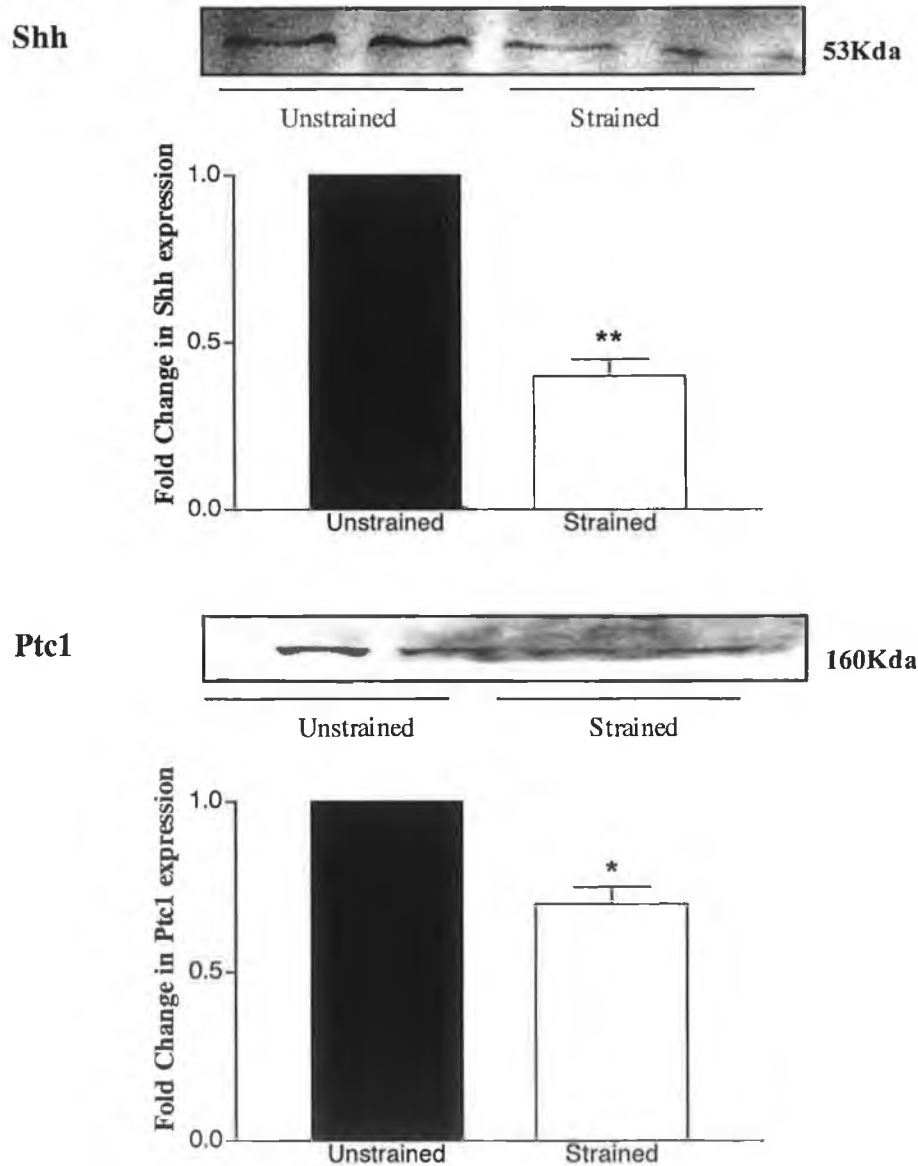 Shh
53Kda
Unstrained Strained
Fold Change in Shh expression
1.0
0.5
**
0.0
Unstrained Strained
Ptc1
160Kda
Unstrained Strained
Fold Change in Ptc1 expression
1.0
0.5
*
0.0
Unstrained Strained